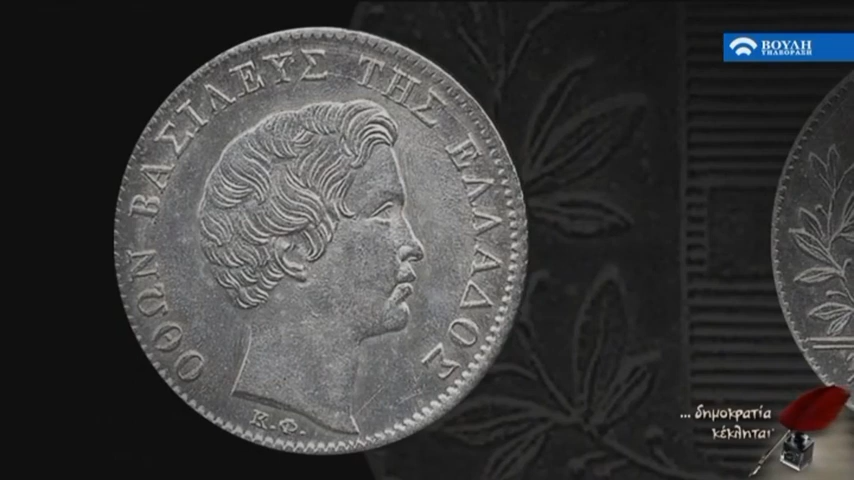 ΟΘΩΝ ΒΑΣΙΛΕΥΣ ΤΗΣ ΕΛΛΑΔΟΣ
Κ.Φ.
ΒΟΥΛΗ
ΤΗΛΕΟΡΑΣΗ
... δημοκρατία
κέκληται